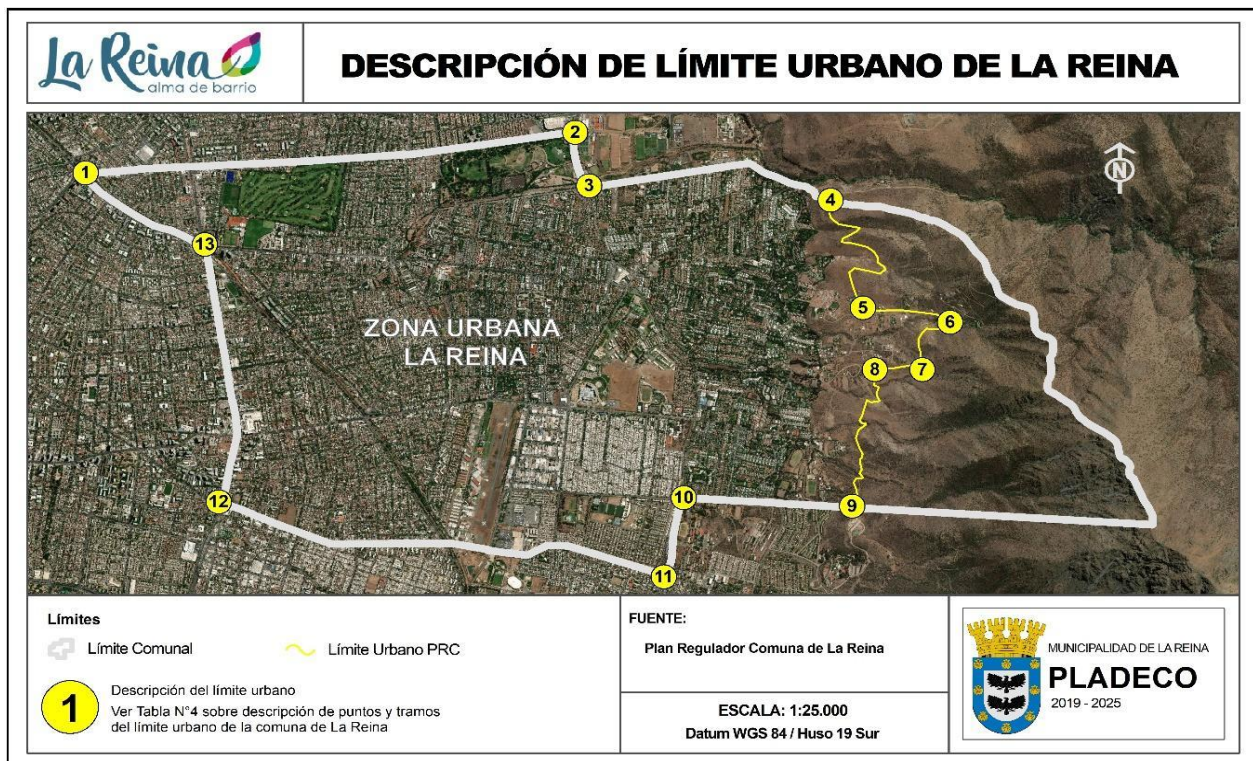 La Reina
alma de barrio
DESCRIPCIÓN DE LÍMITE URBANO DE LA REINA
1
2
3
4
5
6
7
8
9
10
11
12
13
N
ZONA URBANA
LA REINA
Límites
Límite Comunal
Límite Urbano PRC
1
Descripción del límite urbano
Ver Tabla N°4 sobre descripción de puntos y tramos
del límite urbano de la comuna de La Reina
FUENTE:
Plan Regulador Comuna de La Reina
ESCALA: 1:25.000
Datum WGS 84 / Huso 19 Sur
MUNICIPALIDAD DE LA REINA
PLADECO
2019 - 2025